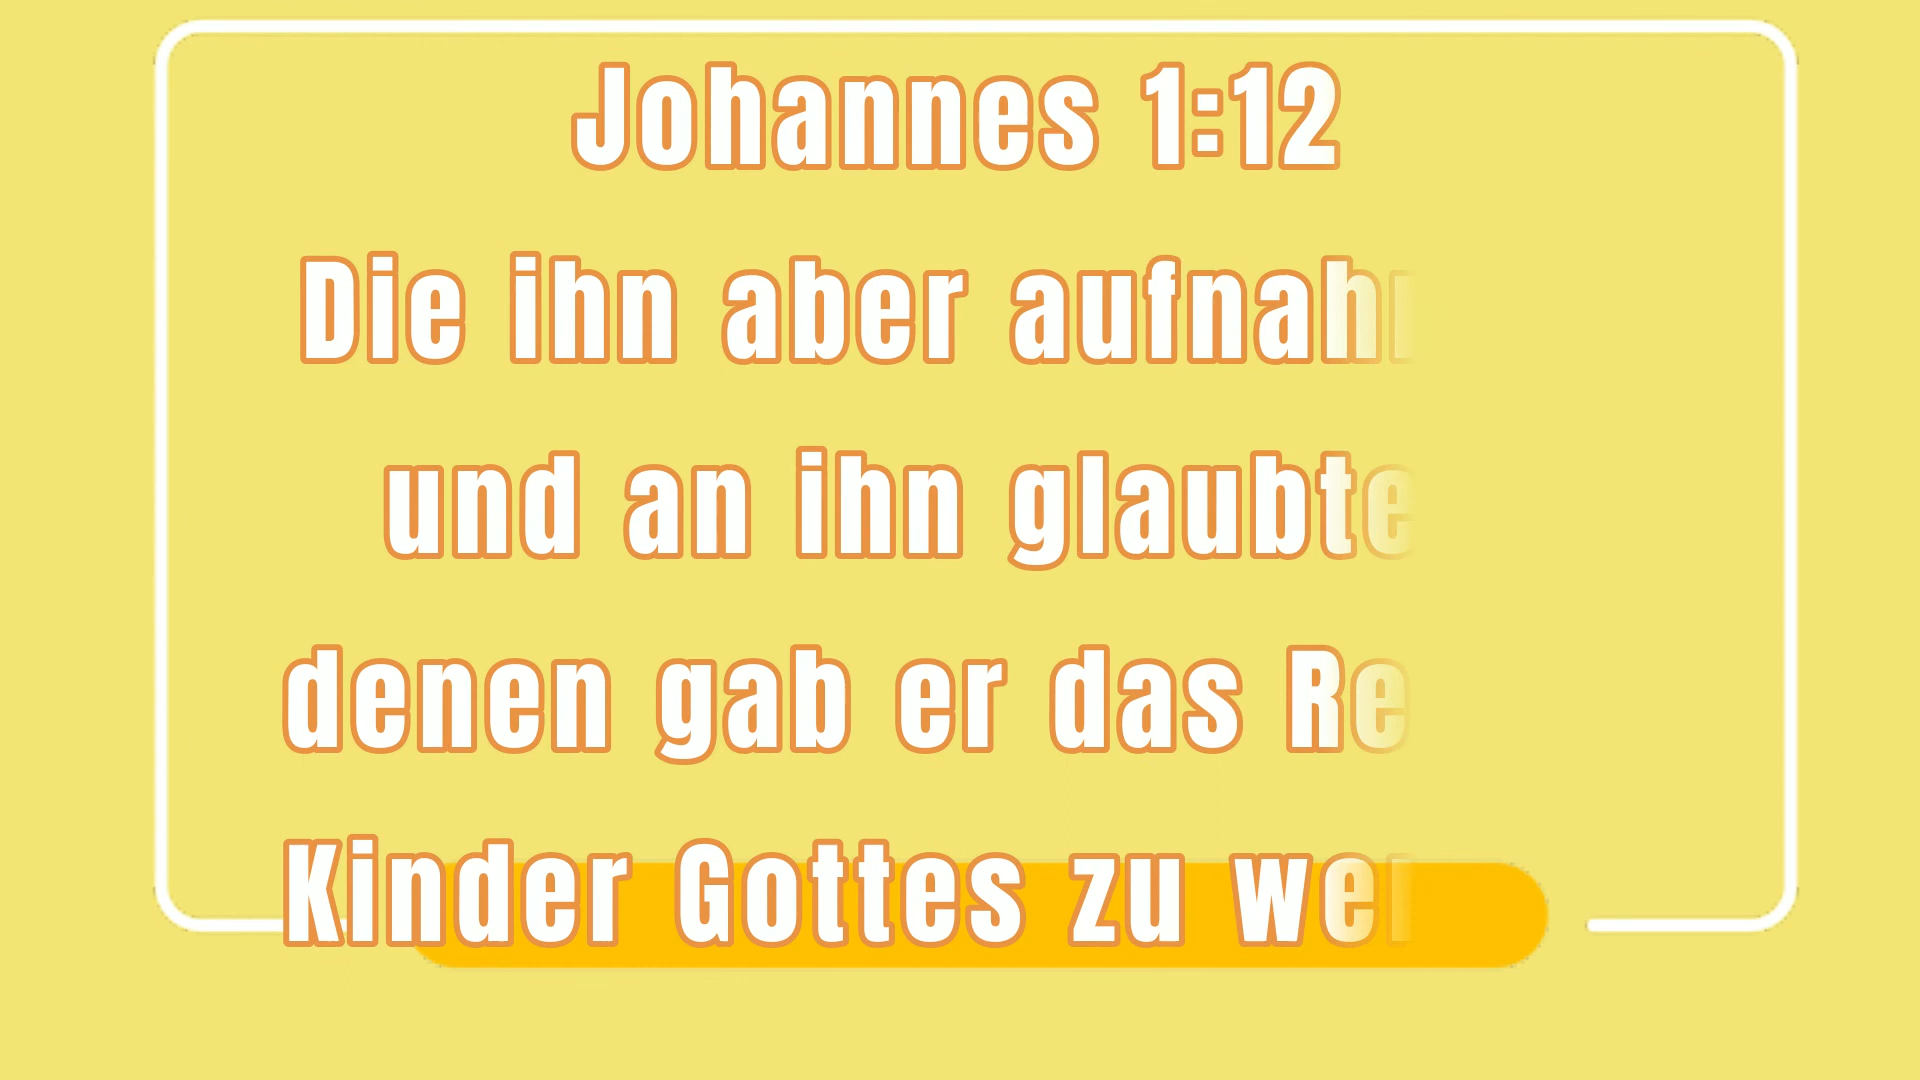 Johannes 1:12
Die ihn aber aufnah
und an ihn glaubte
denen gab er das Re
Kinder Gottes zu we